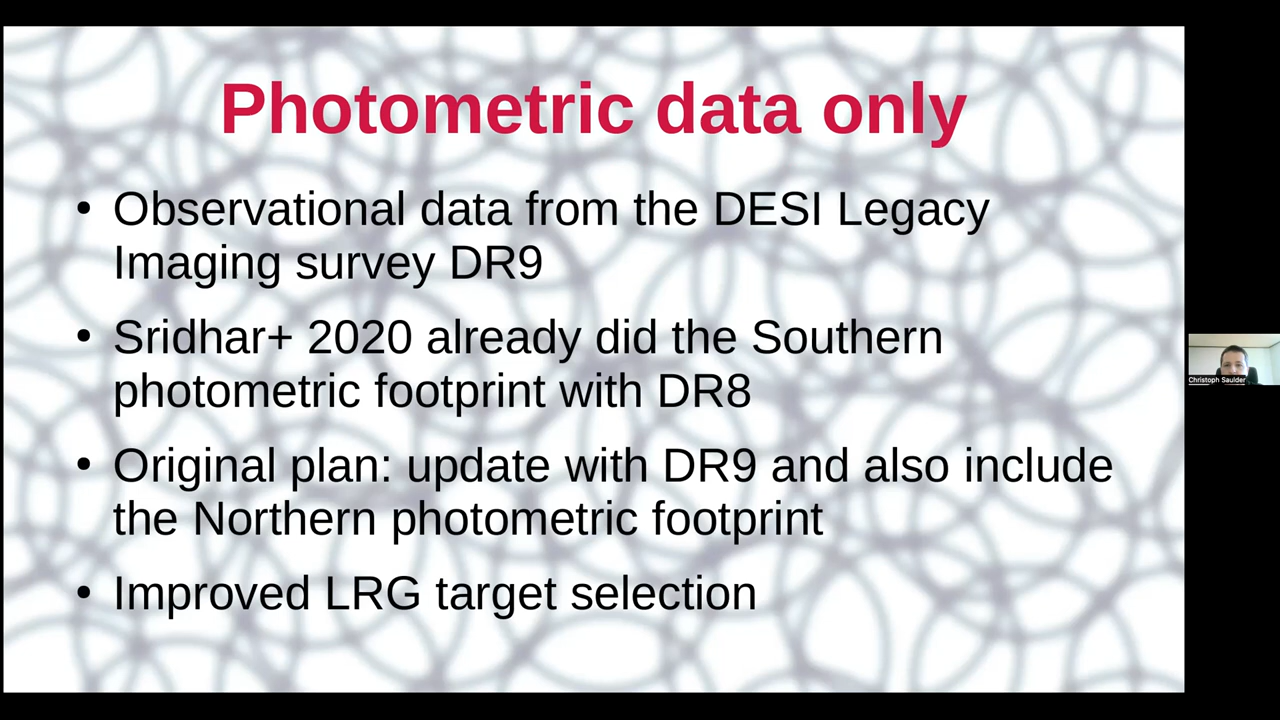 Photometric data only
• Observational data from the DESI Legacy
Imaging survey DR9
• Sridhar+ 2020 already did the Southern
photometric footprint with DR8
• Original plan: update with DR9 and also include
the Northern photometric footprint
• Improved LRG target selection
Christoph Saulder